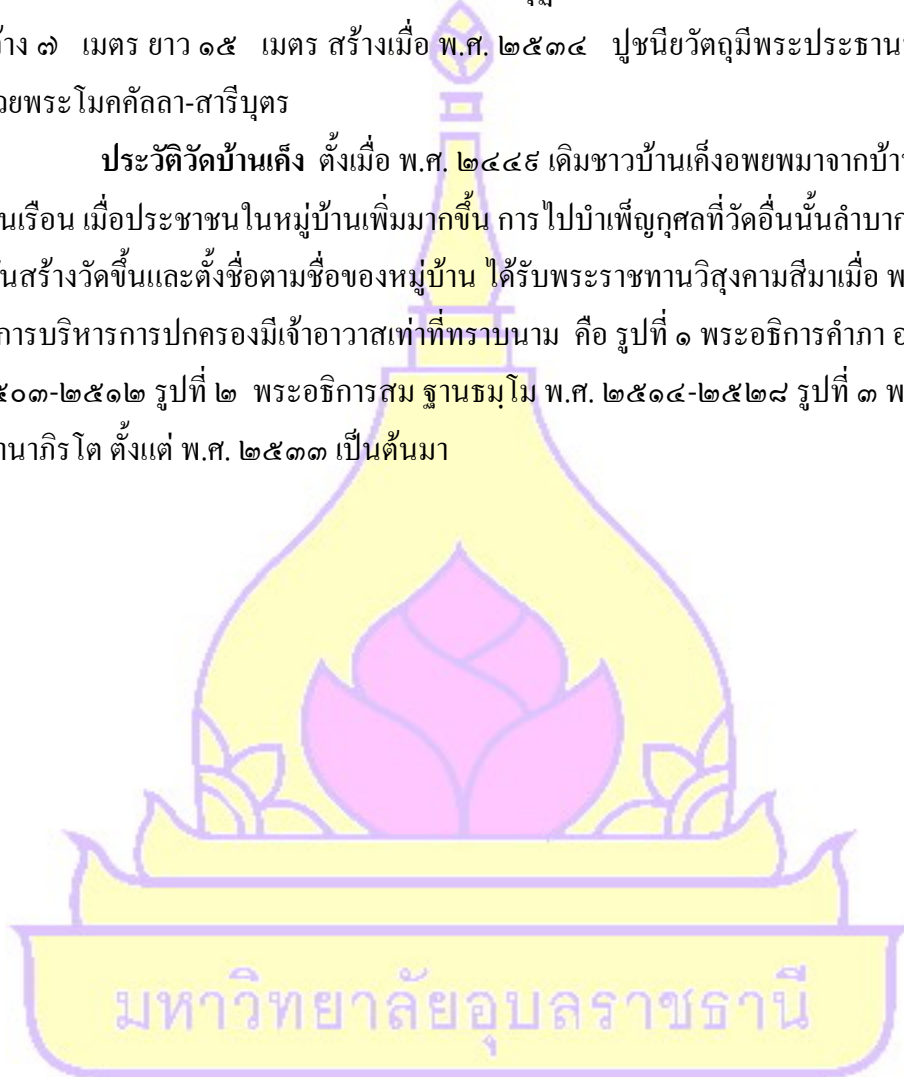 ้าง ๗ เมตร ยาว ๑๕ เมตร สร้างเมื่อ พ.ศ. ๒๕๓๔ ปูชนียวัตถุมีพระประธาน
วยพระโมคคัลลา-สารีบุตร
ประวัติวัดบ้านเค็ง ตั้งเมื่อ พ.ศ. ๒๔๔๙ เดิมชาวบ้านเค็งอพยพมาจากบ้าน
นเรือน เมื่อประชาชนในหมู่บ้านเพิ่มมากขึ้น การไปบำเพ็ญกุศลที่วัดอื่นนั้นลำบาก
ันสร้างวัดขึ้นและตั้งชื่อตามชื่อของหมู่บ้าน ได้รับพระราชทานวิสุงคามสีมาเมื่อ พ
การบริหารการปกครองมีเจ้าอาวาสเท่าที่ทราบนาม คือ รูปที่ ๑ พระอธิการคำภา อ
๕๐๓-๒๕๑๒ รูปที่ ๒ พระอธิการสม ฐานธมฺโม พ.ศ. ๒๕๑๔-๒๕๒๘ รูปที่ ๓ พ
านาภิรโต ตั้งแต่ พ.ศ. ๒๕๓๓ เป็นต้นมา
มหาวิทยาลัยอุบลราชธานี